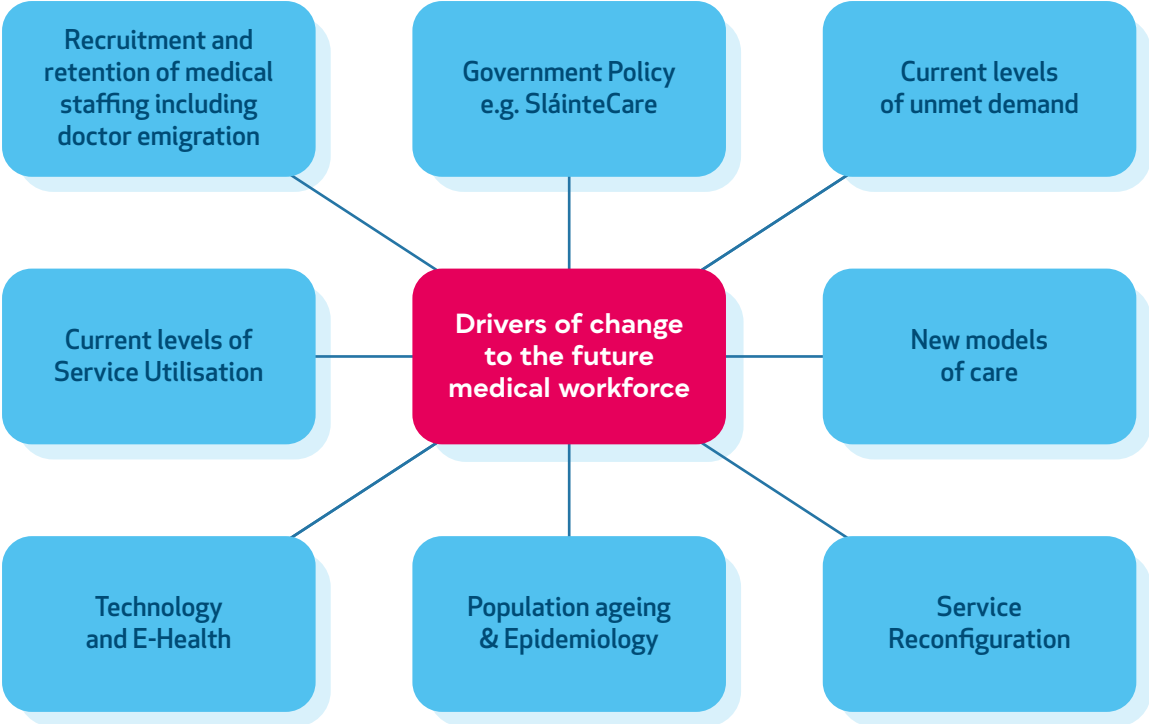 Recruitment and
retention of medical
staffing including
doctor emigration
Government Policy
e.g. SláinteCare
Current levels
of unmet demand
Current levels of
Service Utilisation
Drivers of change
to the future
medical workforce
New models
of care
Technology
and E-Health
Population ageing
& Epidemiology
Service
Reconfiguration